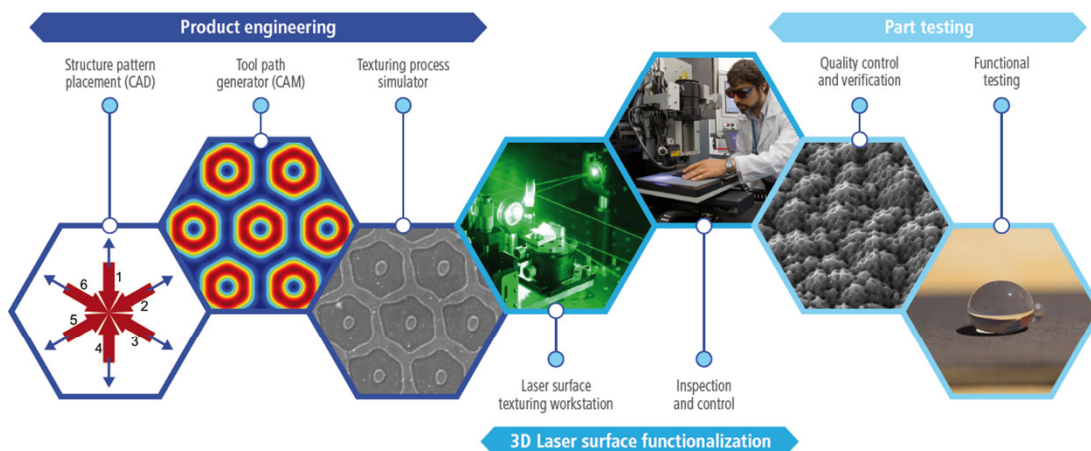 Product engineering
Part testing
Structure pattern
placement (CAD)
Tool path
generator (CAM)
Texturing process
simulator
Quality control
and verification
Functional
testing
1
2
3
4
5
6
Laser surface
texturing workstation
Inspection
and control
3D Laser surface functionalization